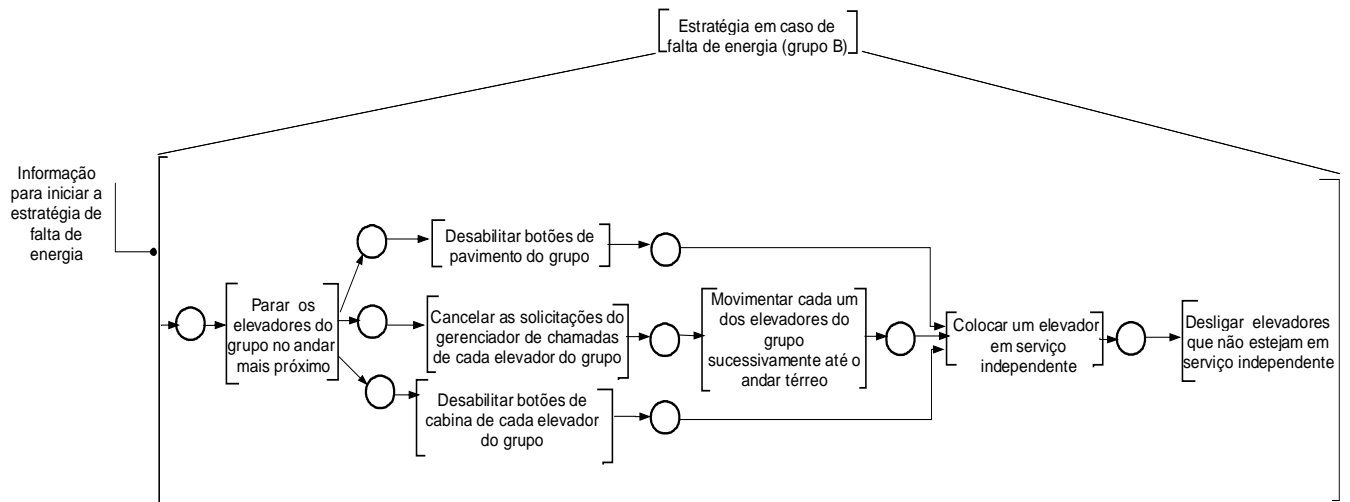 Estratégia em caso de
falta de energia (grupo B)
Informação
para iniciar a
estratégia de
falta de
energia
Parar os
elevadores do
grupo no andar
mais próximo
Desabilitar botões de
pavimento do grupo
Cancelar as solicitações do
gerenciador de chamadas
de cada elevador do grupo
Desabilitar botões de
cabina de cada elevador
do grupo
Movimentar cada um
dos elevadores do
grupo
sucessivamente até o
andar térreo
Colocar um elevador
em serviço
independente
Desligar elevadores
que não estejam em
serviço independente